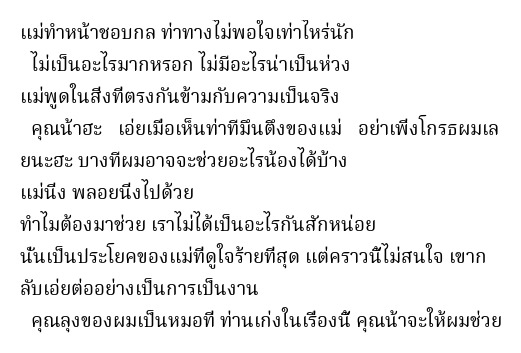 แม่ทำหน้าชอบกล ท่าทางไม่พอใจเท่าไหร่นัก
ไม่เป็นอะไรมากหรอก ไม่มีอะไรน่าเป็นห่วง
แม่พูดในสิ่งที่ตรงกันข้ามกับความเป็นจริง
คุณน้าฮะ เอ่ยเมื่อเห็นท่าทีมึนตึงของแม่ อย่าเพิ่งโกรธผมเล
ยนะฮะ บางทีผมอาจจะช่วยอะไรน้องได้บ้าง
แม่นิ่ง พลอยนิ่งไปด้วย
ทำไมต้องมาช่วย เราไม่ได้เป็นอะไรกันสักหน่อย
นั่นเป็นประโยคของแม่ที่ดูใจร้ายที่สุด แต่คราวนี้ไม่สนใจ เขาก
ลับเอ่ยต่ออย่างเป็นการเป็นงาน
คุณลุงของผมเป็นหมอที่ ท่านเก่งในเรื่องนี้ คุณน้าจะให้ผมช่วย